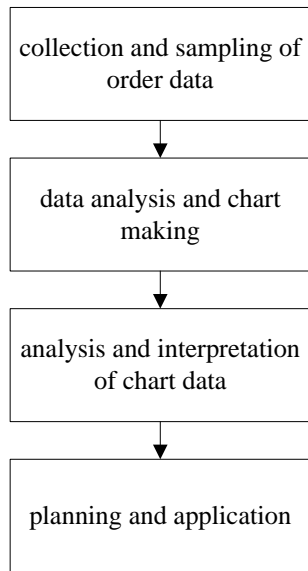 collection and sampling of
order data
data analysis and chart
making
analysis and interpretation
of chart data
planning and application